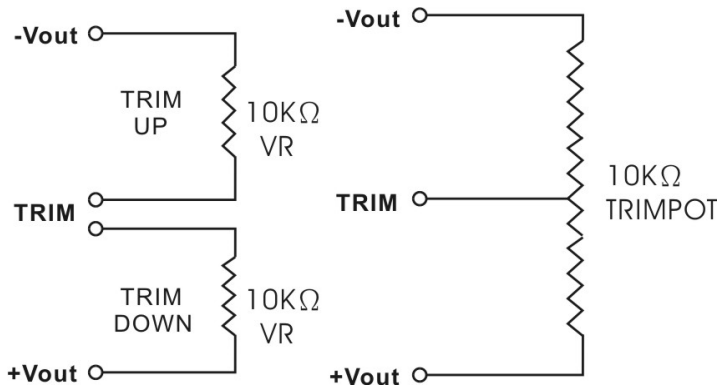 -Vout
TRIM
UP
10KΩ
VR
TRIM
TRIM
DOWN
10KΩ
VR
+Vout
-Vout
TRIM
10KΩ
TRIMPOT
+Vout